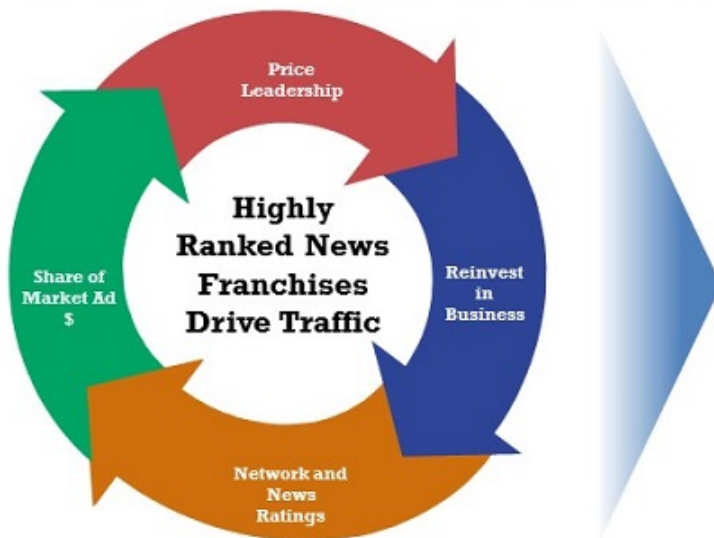 Price
Leadership
Highly
Ranked News
Franchises
Drive Traffic
Share of
Market Ad
$
Reinvest
in
Business
Network and
News
Ratings